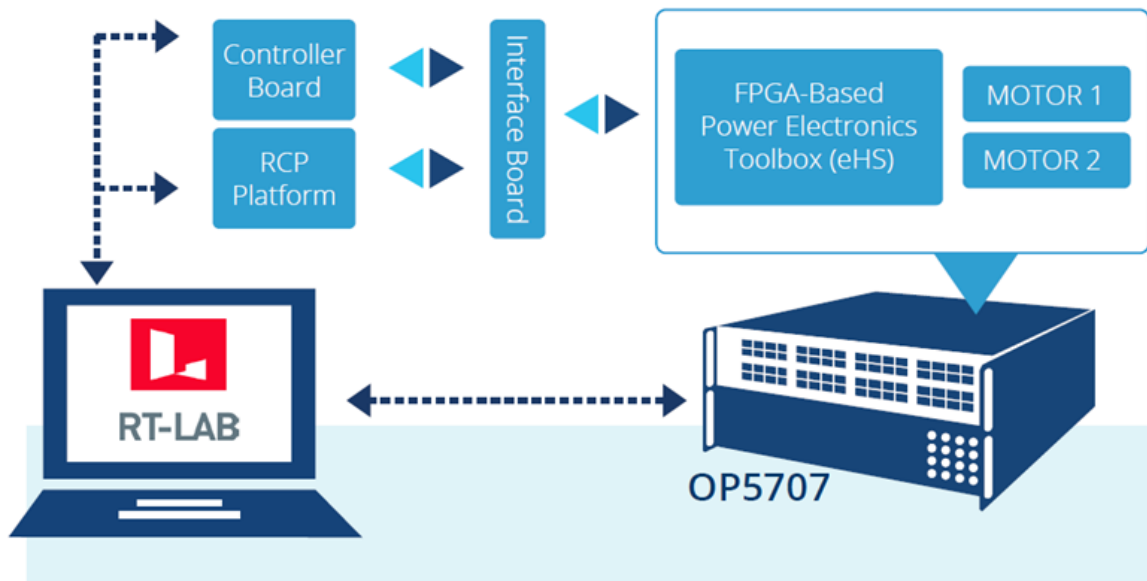 Controller
Board
RCP
Platform
Interface Board
FPGA-Based
Power Electronics
Toolbox (eHS)
MOTOR 1
MOTOR 2
RT-LAB
OP5707